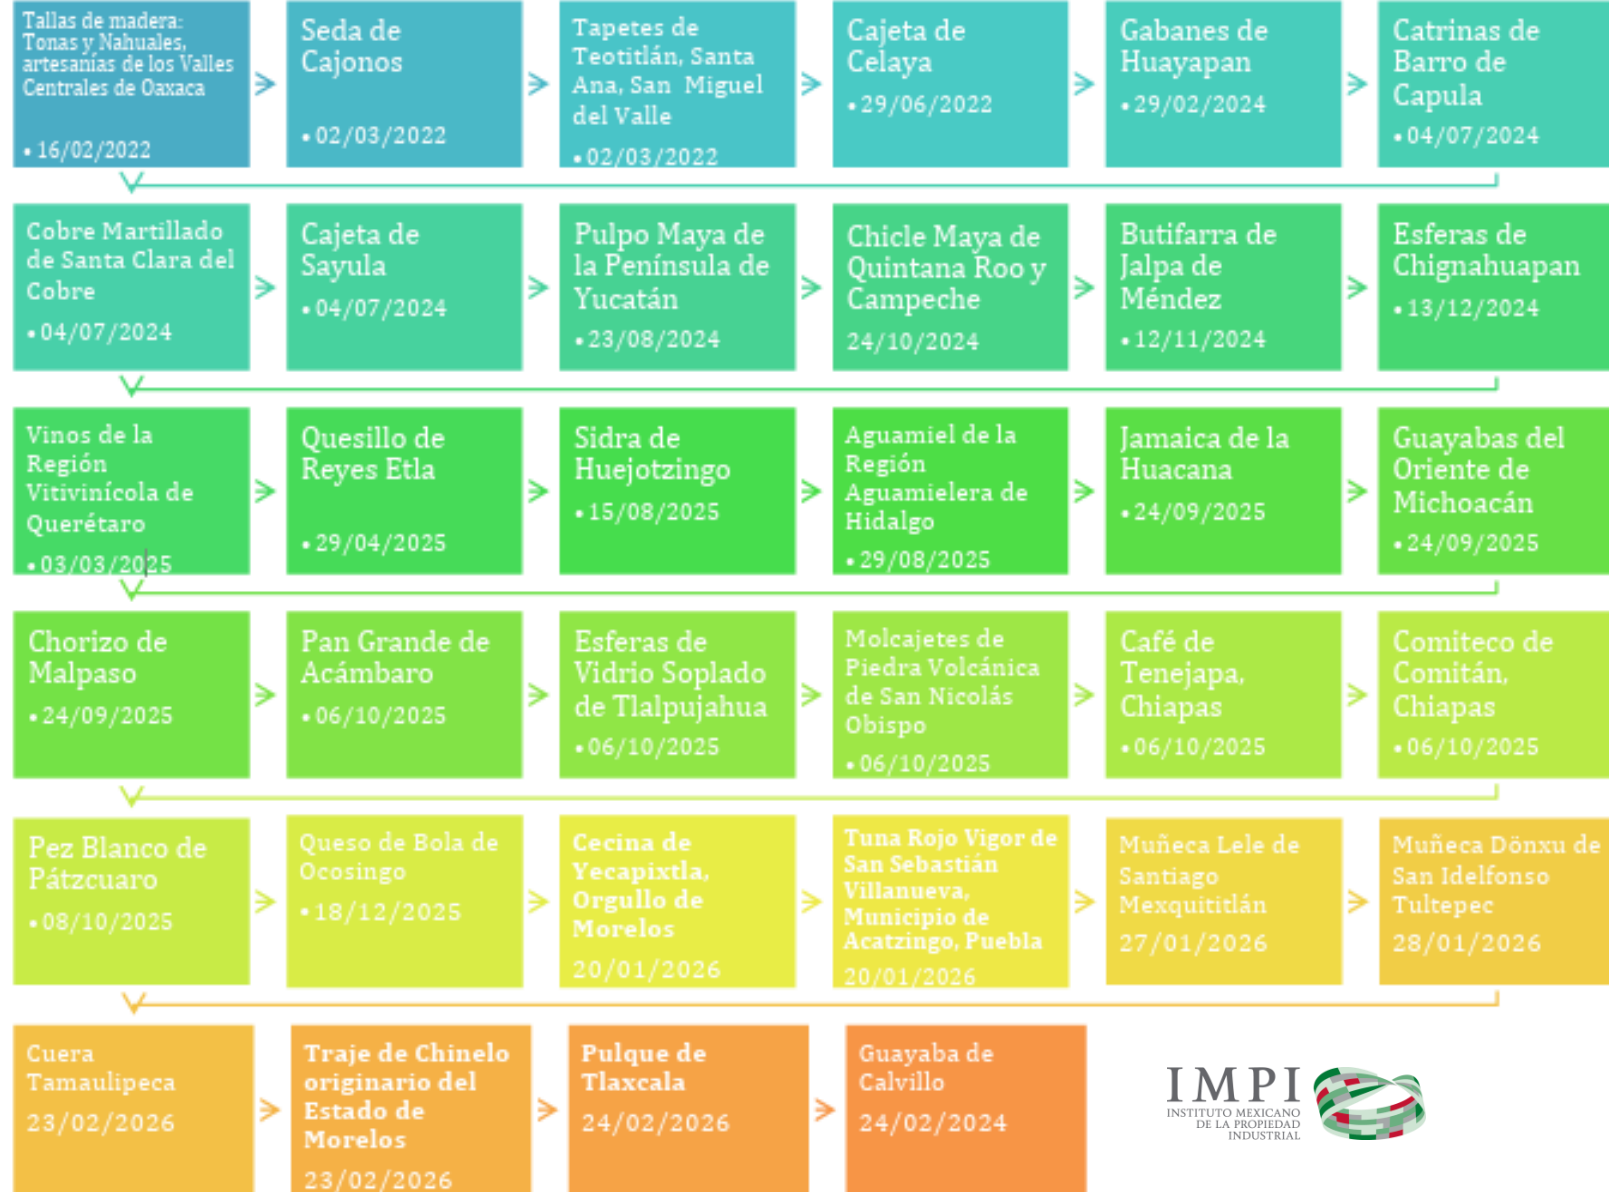 Tallas de madera:
Tonas y Nahuales,
artesanías de los Valles
Centrales de Oaxaca
• 16/02/2022
Seda de
Cajonos
• 02/03/2022
Tapetes de
Teotitlán, Santa
Ana, San Miguel
del Valle
• 02/03/2022
Cajeta de
Celaya
• 29/06/2022
Gabanes de
Huayapan
• 29/02/2024
Catrinas de
Barro de
Capula
• 04/07/2024
Cobre Martillado
de Santa Clara del
Cobre
• 04/07/2024
Cajeta de
Sayula
• 04/07/2024
Pulpo Maya de
la Península de
Yucatán
• 23/08/2024
Chicle Maya de
Quintana Roo y
Campeche
24/10/2024
Butifarra de
Jalpa de
Méndez
• 12/11/2024
Esferas de
Chignahuapan
• 13/12/2024
Vinos de la
Región
Vitivinícola de
Querétaro
• 03/03/2025
Quesillo de
Reyes Etla
• 29/04/2025
Sidra de
Huejotzingo
• 15/08/2025
Aguamiel de la
Región
Aguamielera de
Hidalgo
• 29/08/2025
Jamaica de la
Huacana
• 24/09/2025
Guayabas del
Oriente de
Michoacán
• 24/09/2025
Chorizo de
Malpaso
• 24/09/2025
Pan Grande de
Acámbaro
• 06/10/2025
Esferas de
Vidrio Soplado
de Tlalpujahua
• 06/10/2025
Molcajetes de
Piedra Volcánica
de San Nicolás
Obispo
• 06/10/2025
Café de
Tenejapa,
Chiapas
• 06/10/2025
Comiteco de
Comitán,
Chiapas
• 06/10/2025
Pez Blanco de
Pátzcuaro
• 08/10/2025
Queso de Bola de
Ocosingo
• 18/12/2025
Cecina de
Yecapixtla,
Orgullo de
Morelos
20/01/2026
Tuna Rojo Vigor de
San Sebastián
Villanueva,
Municipio de
Acatzingo, Puebla
20/01/2026
Muñeca Lele de
Santiago
Mexquititlán
27/01/2026
Muñeca Dönxu de
San Idelfonso
Tultepec
28/01/2026
Cuera
Tamaulipeca
23/02/2026
Traje de Chinelo
originario del
Estado de
Morelos
23/02/2026
Pulque de
Tlaxcala
24/02/2026
Guayaba de
Calvillo
24/02/2024
IMPI
INSTITUTO MEXICANO
DE LA PROPIEDAD
INDUSTRIAL